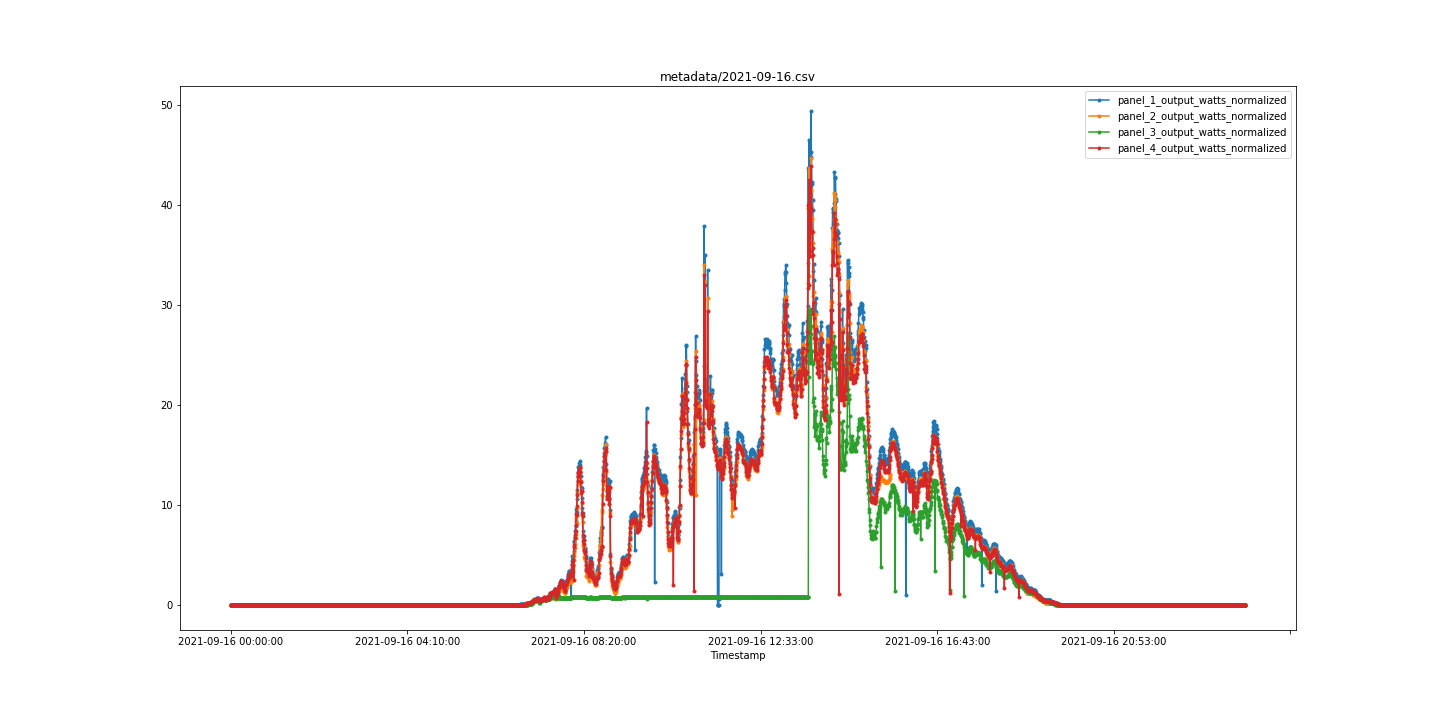 metadata/2021-09-16.csv
panel_1_output_watts_normalized
panel_2_output_watts_normalized
panel_3_output_watts_normalized
panel_4_output_watts_normalized
50
40
30
20
10
0
2021-09-16 00:00:00 2021-09-16 04:10:00 2021-09-16 08:20:00 2021-09-16 12:33:00 2021-09-16 16:43:00 2021-09-16 20:53:00
Timestamp